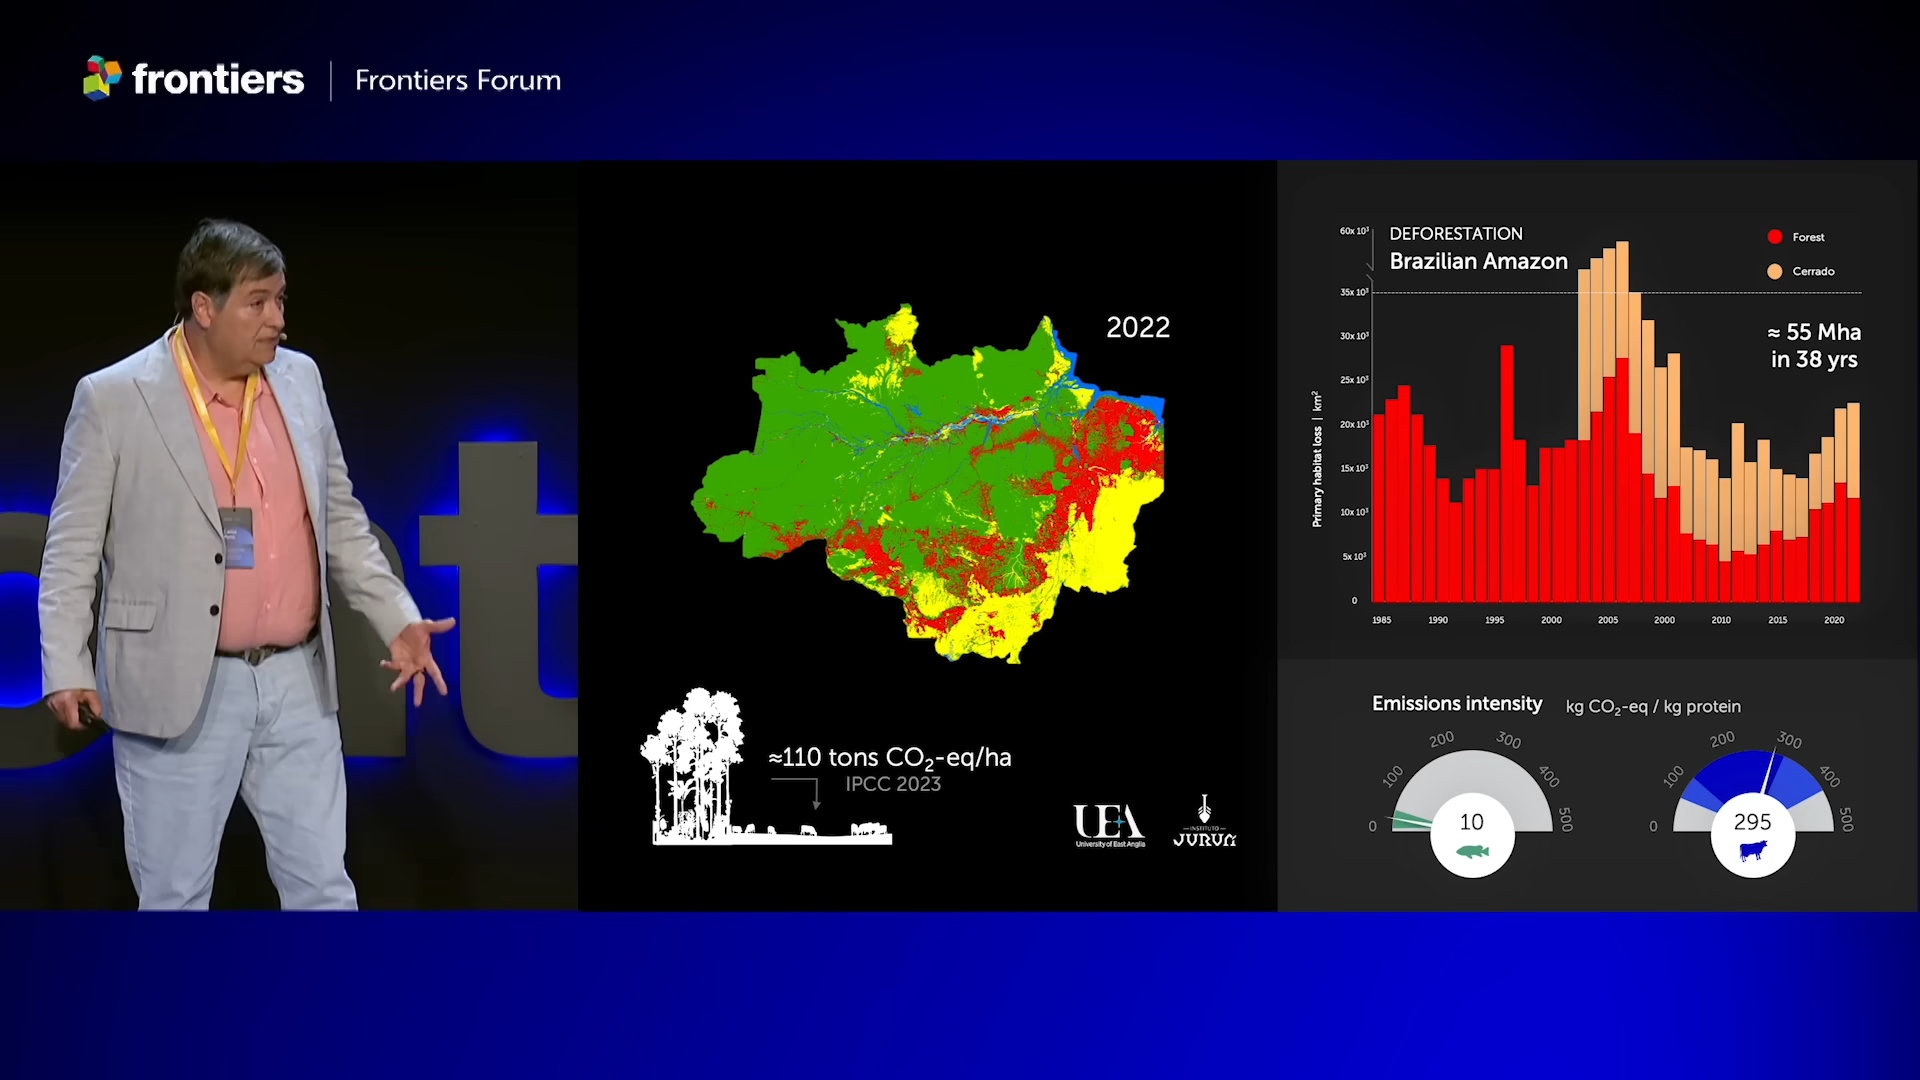 frontiers | Frontiers Forum
2022
≈110 tons CO₂-eq/ha
IPCC 2023
UEA
University of East Anglia
INSTITUTO
JURUÁ
DEFORESTATION
Brazilian Amazon
Forest
Cerrado
≈ 55 Mha
in 38 yrs
Primary habitat loss | km²
60x 10³
35x 10³
30x 10³
25x 10³
20x 10³
15x 10³
10x 10³
5x 10³
0
1985 1990 1995 2000 2005 2000 2010 2015 2020
Emissions intensity kg CO₂-eq / kg protein
0 100 200 300 400 500
10
0 100 200 300 400 500
295